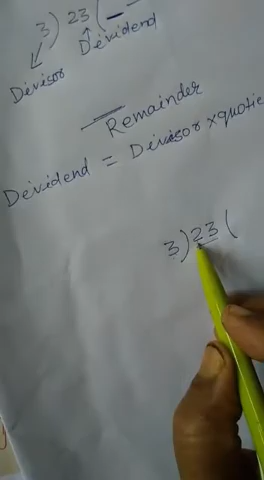 3) 23 (
Devidend
Divisor
Remainder
Devidend = Divisor × quotie
3) 23 (